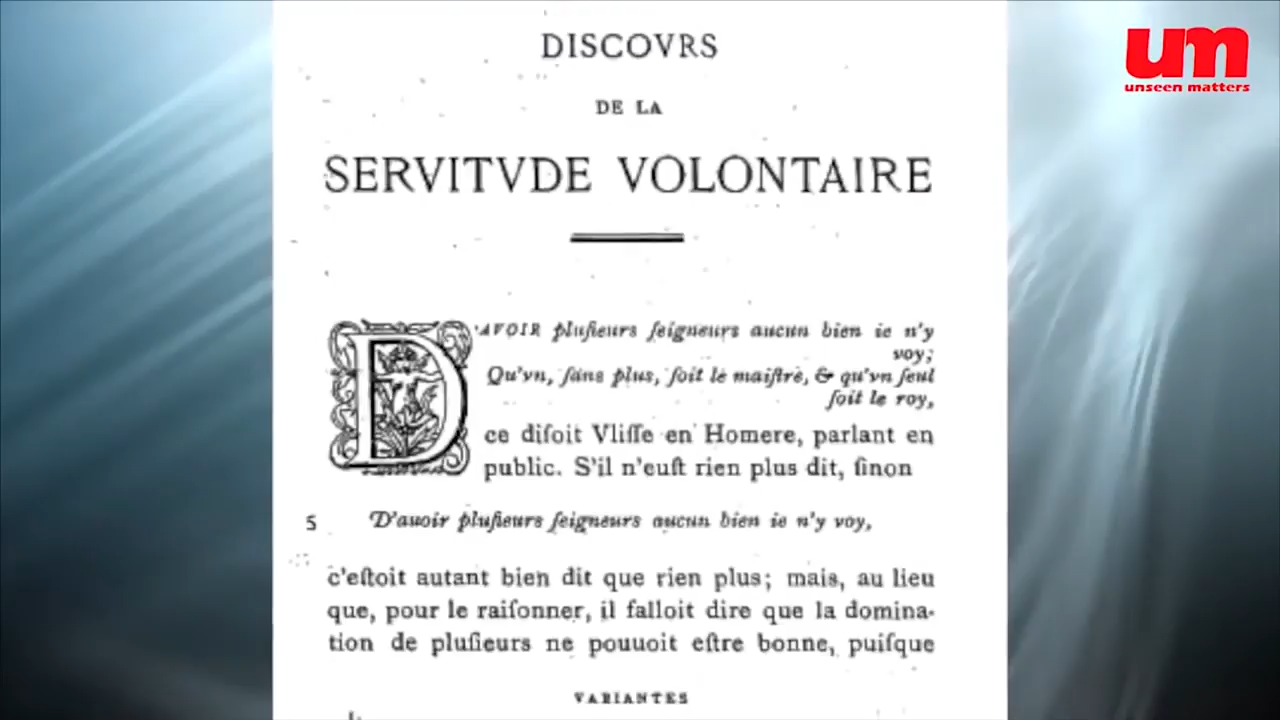 um
unseen matters
DISCOVRS
DE LA
SERVITVDE VOLONTAIRE
D'AVOIR pluſieurs ſeigneurs aucun bien ie n'y
voy;
Qu'vn, ſans plus, ſoit le maiſtre, & qu'vn ſeul
ſoit le roy,
ce diſoit Vliſſe en Homere, parlant en
public. S'il n'euſt rien plus dit, ſinon
5 D'auoir pluſieurs ſeigneurs aucun bien ie n'y voy,
c'eſtoit autant bien dit que rien plus; mais, au lieu
que, pour le raiſonner, il falloit dire que la domina-
tion de pluſieurs ne pouuoit eſtre bonne, puiſque
VARIANTES